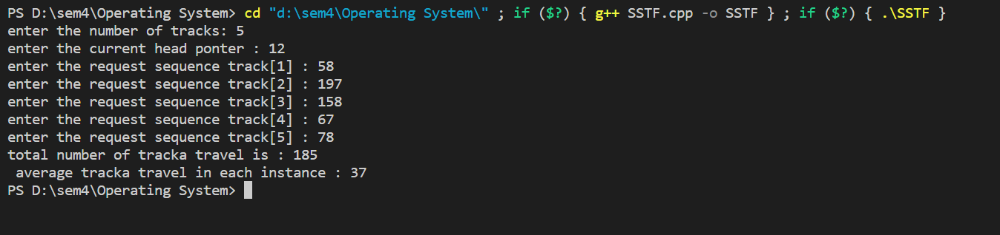 PS D:\sem4\Operating System> cd "d:\sem4\Operating System\" ; if ($?) { g++ SSTF.cpp -o SSTF } ; if ($?) { .\SSTF }
enter the number of tracks: 5
enter the current head ponter : 12
enter the request sequence track[1] : 58
enter the request sequence track[2] : 197
enter the request sequence track[3] : 158
enter the request sequence track[4] : 67
enter the request sequence track[5] : 78
total number of tracka travel is : 185
 average tracka travel in each instance : 37
PS D:\sem4\Operating System>